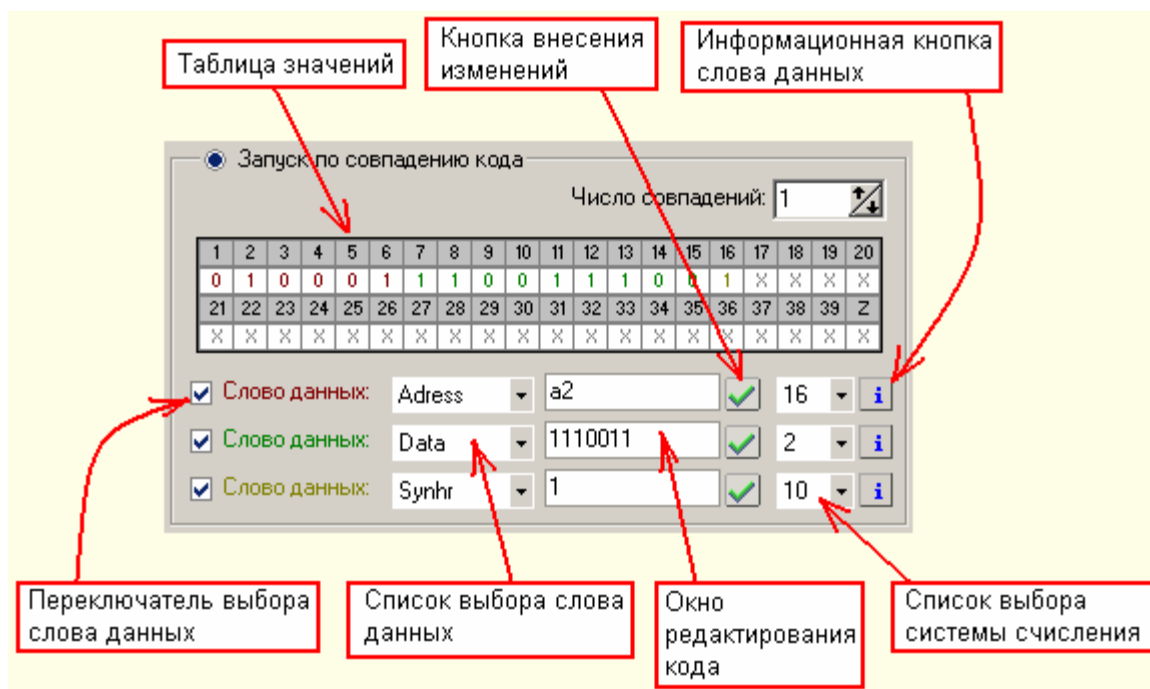 Таблица значений
Кнопка внесения
изменений
Информационная кнопка
слова данных
Запуск по совпадению кода
Число совпадений: 1
1 2 3 4 5 6 7 8 9 10 11 12 13 14 15 16 17 18 19 20
0 1 0 0 0 1 1 1 0 0 1 1 1 0 0 1 X X X X
21 22 23 24 25 26 27 28 29 30 31 32 33 34 35 36 37 38 39 Z
X X X X X X X X X X X X X X X X X X X X
Слово данных: Adress a2 16 i
Слово данных: Data 1110011 2 i
Слово данных: Synhr 1 10 i
Переключатель выбора
слова данных
Список выбора слова
данных
Окно
редактирования
кода
Список выбора
системы счисления